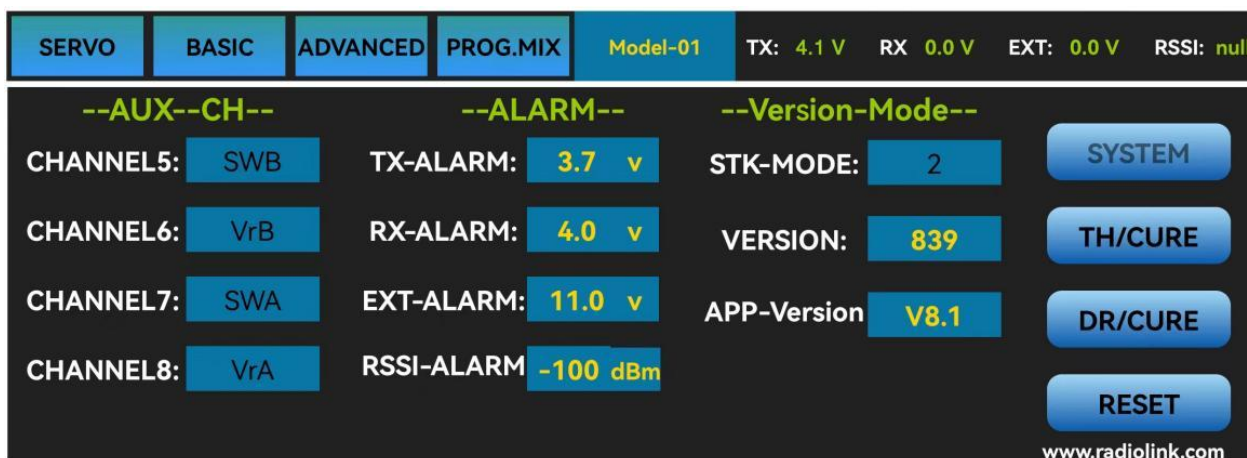 SERVO BASIC ADVANCED PROG.MIX Model-01 TX: 4.1 V RX 0.0 V EXT: 0.0 V RSSI: nul
--AUX--CH-- --ALARM-- --Version-Mode--
CHANNEL5: SWB TX-ALARM: 3.7 v STK-MODE: 2 SYSTEM
CHANNEL6: VrB RX-ALARM: 4.0 v VERSION: 839 TH/CURE
CHANNEL7: SWA EXT-ALARM: 11.0 v APP-Version V8.1 DR/CURE
CHANNEL8: VrA RSSI-ALARM -100 dBm RESET
www.radiolink.com